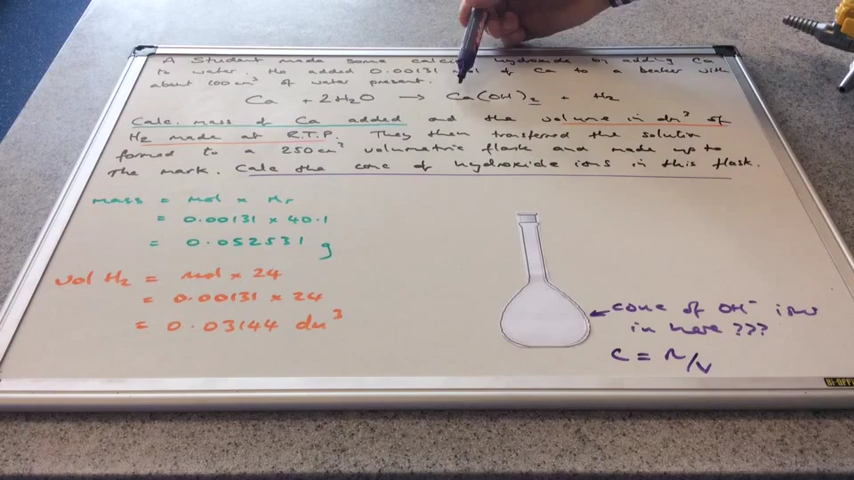 A Student made some calcium hydroxide by adding Ca
to water. He added 0.00131 mol of Ca to a beaker with
about 100 cm³ of water present.
Ca + 2H₂O → Ca(OH)₂ + H₂
Calc. mass of Ca added and the volume in dm³ of
H₂ made at R.T.P. They then transferred the solution
formed to a 250 cm³ volumetric flask and made up to
the mark. Calc the conc of hydroxide ions in this flask.
mass = mol × Mr
= 0.00131 × 40.1
= 0.052531 g
vol H₂ = mol × 24
= 0.00131 × 24
= 0.03144 dm³
conc of OH⁻ ions
in here ???
C = n/v